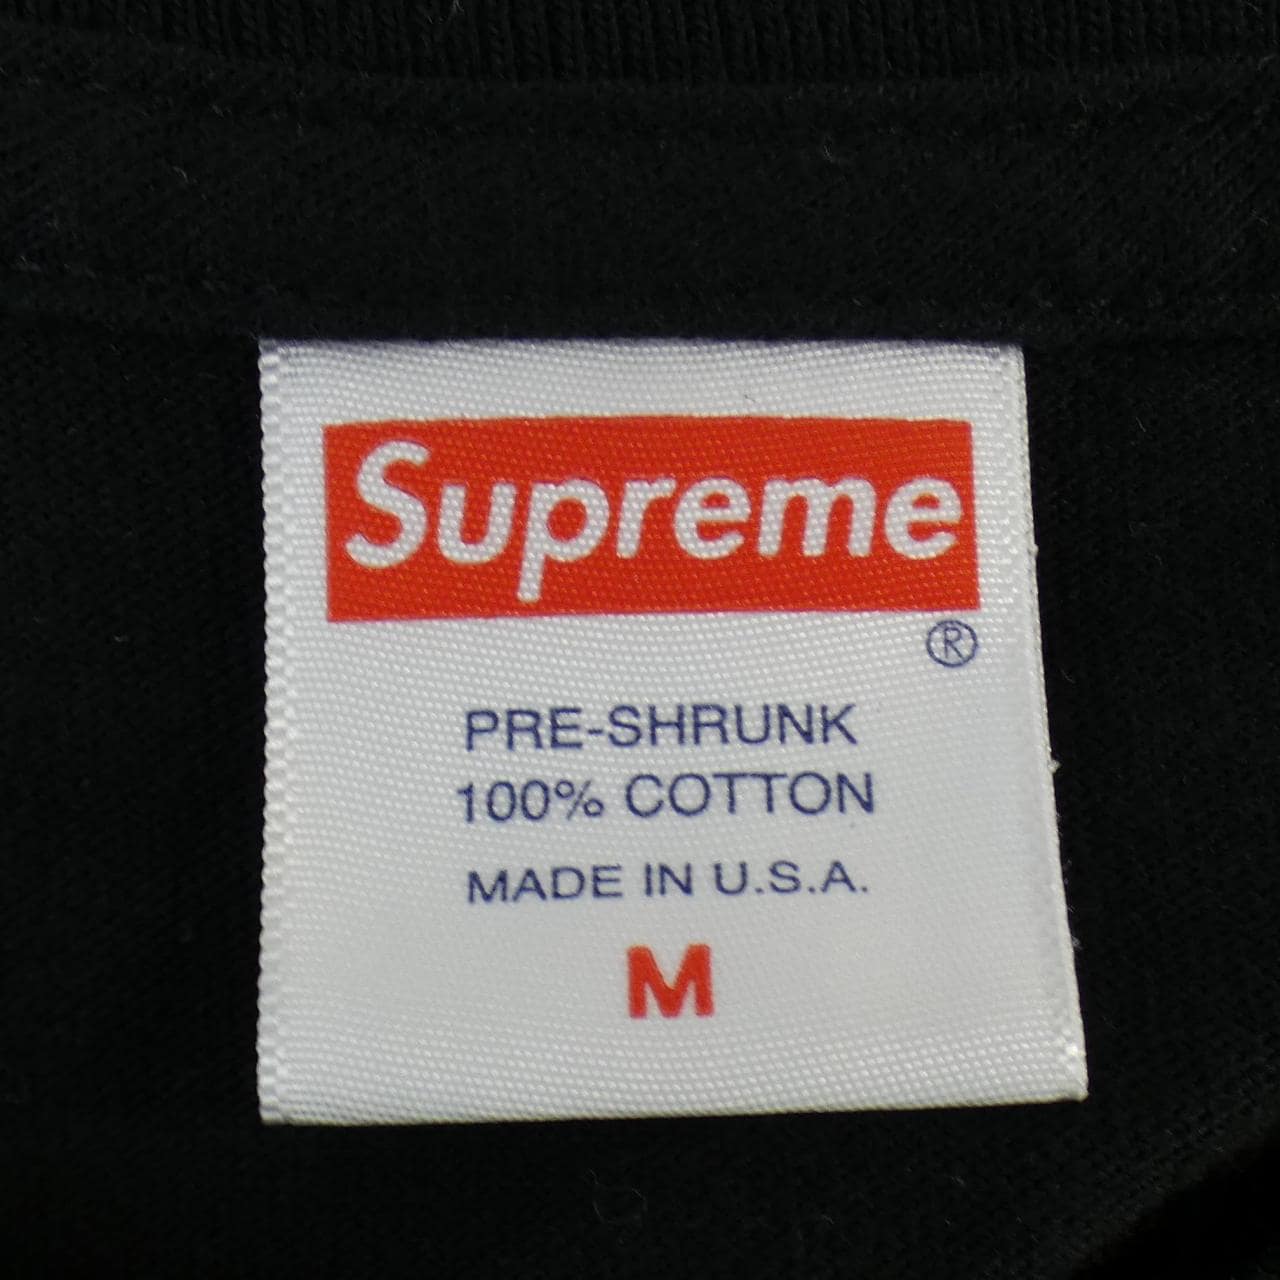 Supreme
®
PRE-SHRUNK
100% COTTON
MADE IN U.S.A.
M